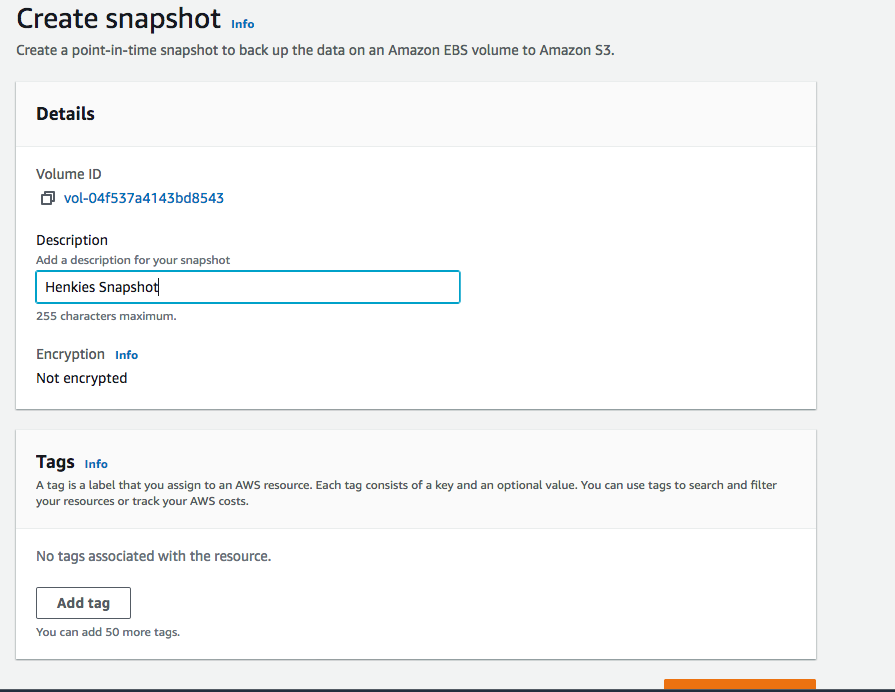 Create snapshot Info
Create a point-in-time snapshot to back up the data on an Amazon EBS volume to Amazon S3.
Details
Volume ID
vol-04f537a4143bd8543
Description
Add a description for your snapshot
Henkies Snapshot
255 characters maximum.
Encryption Info
Not encrypted
Tags Info
A tag is a label that you assign to an AWS resource. Each tag consists of a key and an optional value. You can use tags to search and filter
your resources or track your AWS costs.
No tags associated with the resource.
Add tag
You can add 50 more tags.